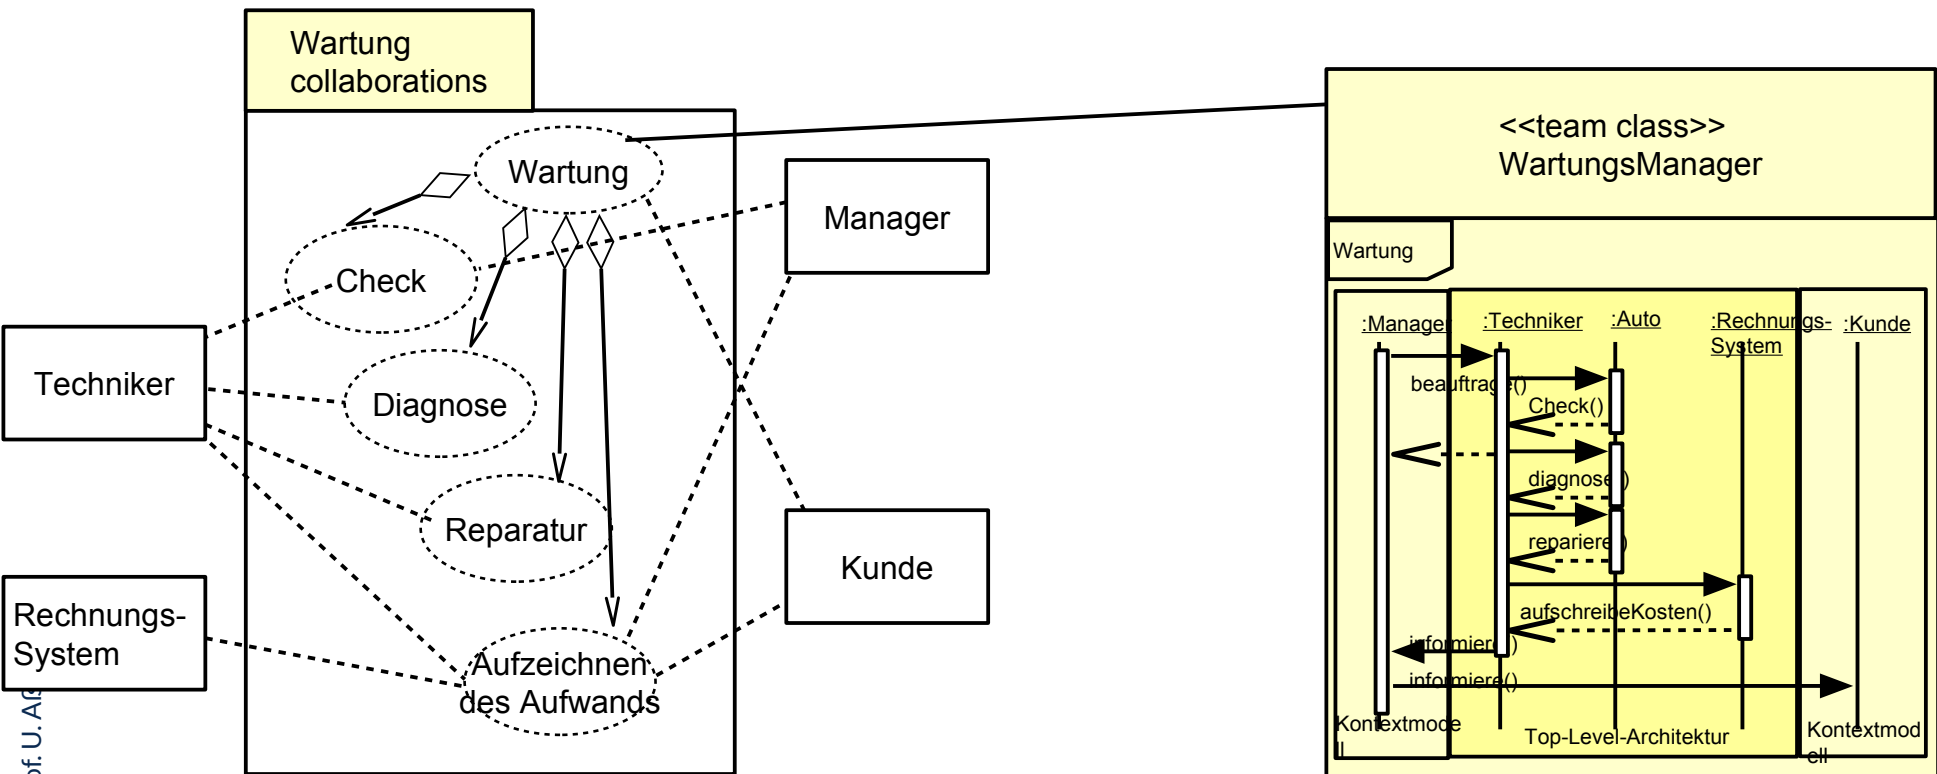 Wartung
collaborations
Wartung
Check
Diagnose
Reparatur
Aufzeichnen
des Aufwands
Techniker
Rechnungs-
System
Manager
Kunde
<<team class>>
WartungsManager
Wartung
:Manager
:Techniker
:Auto
:Rechnungs-
System
:Kunde
beauftrage()
Check()
diagnose()
repariere()
aufschreibeKosten()
informiere()
informiere()
Kontextmode
ll
Top-Level-Architektur
Kontextmod
ell
of. U. Aß